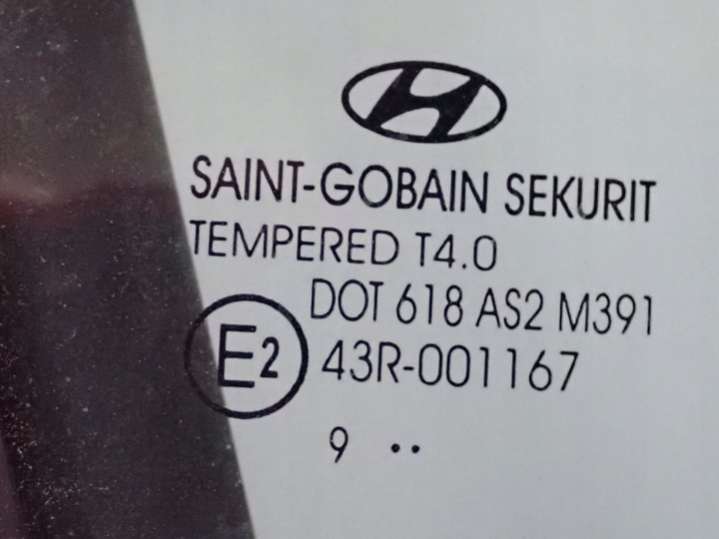 SAINT-GOBAIN SEKURIT
TEMPERED T4.0
DOT 618 AS2 M391
E2 43R-001167
9 ··